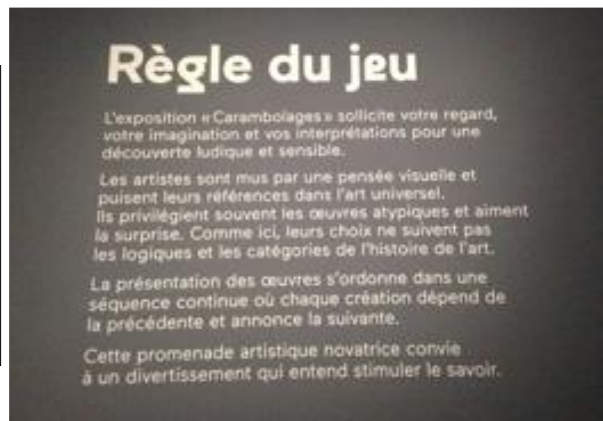 Règle du jeu
L'exposition « Carambolages » sollicite votre regard,
votre imagination et vos interprétations pour une
découverte ludique et sensible.
Les artistes sont mus par une pensée visuelle et
puisent leurs références dans l'art universel.
Ils privilégient souvent les œuvres atypiques et aiment
la surprise. Comme ici, leurs choix ne suivent pas
les logiques et les catégories de l'histoire de l'art.
La présentation des œuvres s'ordonne dans une
séquence continue où chaque création dépend de
la précédente et annonce la suivante.
Cette promenade artistique novatrice convie
à un divertissement qui entend stimuler le savoir.